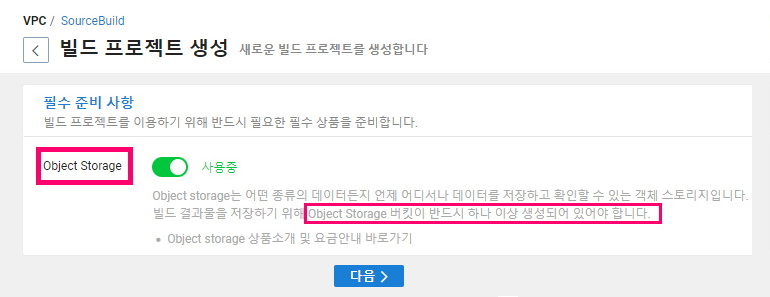 VPC / SourceBuild
빌드 프로젝트 생성 새로운 빌드 프로젝트를 생성합니다
필수 준비 사항
빌드 프로젝트를 이용하기 위해 반드시 필요한 필수 상품을 준비합니다.
Object Storage 사용중
Object storage는 어떤 종류의 데이터든지 언제 어디서나 데이터를 저장하고 확인할 수 있는 객체 스토리지입니다.
빌드 결과물을 저장하기 위해 Object Storage 버킷이 반드시 하나 이상 생성되어 있어야 합니다.
• Object storage 상품소개 및 요금안내 바로가기
다음 >